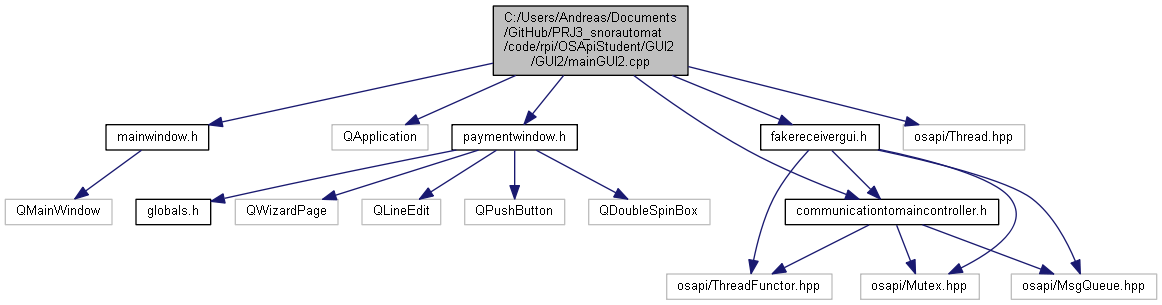 C:/Users/Andreas/Documents
/GitHub/PRJ3_snorautomat
/code/rpi/OSApiStudent/GUI2
/GUI2/mainGUI2.cpp
mainwindow.h
QApplication
paymentwindow.h
fakereceivergui.h
osapi/Thread.hpp
QMainWindow
globals.h
QWizardPage
QLineEdit
QPushButton
QDoubleSpinBox
communicationtomaincontroller.h
osapi/ThreadFunctor.hpp
osapi/Mutex.hpp
osapi/MsgQueue.hpp